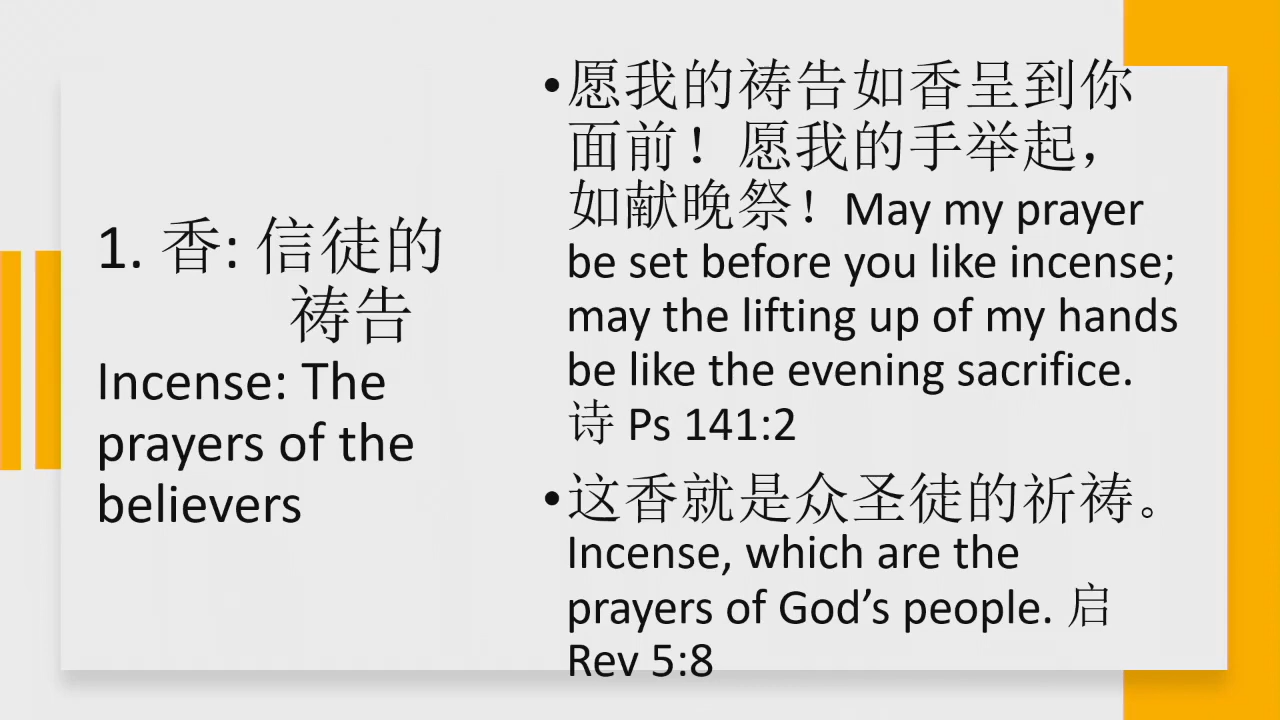 1. 香: 信徒的
祷告
Incense: The
prayers of the
believers
•愿我的祷告如香呈到你
面前！愿我的手举起，
如献晚祭！May my prayer
be set before you like incense;
may the lifting up of my hands
be like the evening sacrifice.
诗 Ps 141:2
•这香就是众圣徒的祈祷。
Incense, which are the
prayers of God’s people. 启
Rev 5:8